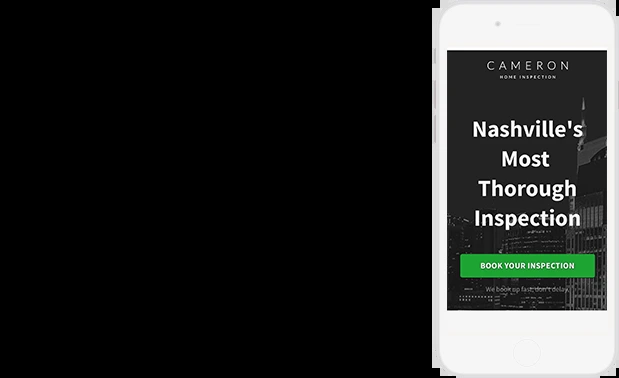 CAMERON
HOME INSPECTION
Nashville's
Most
Thorough
Inspection
BOOK YOUR INSPECTION
We book up fast, don't delay.